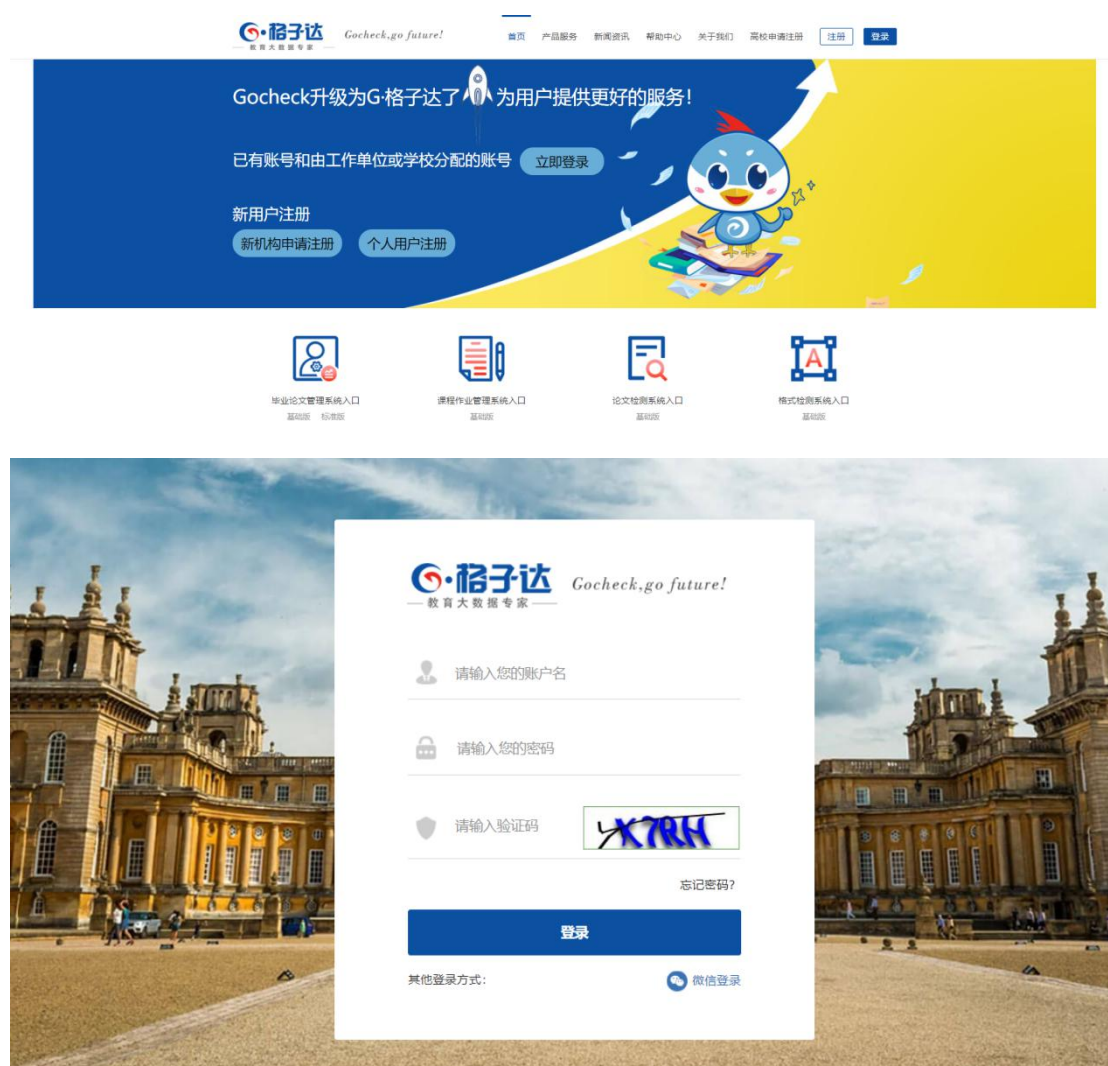 G·格子达
教育大数据专家
Gocheck,go future!
首页 产品服务 新闻资讯 帮助中心 关于我们 高校申请注册 注册 登录
Gocheck升级为G·格子达了 为用户提供更好的服务!
已有账号和由工作单位或学校分配的账号 立即登录
新用户注册
新机构申请注册 个人用户注册
A
毕业论文管理系统入口 课程作业管理系统入口 论文检测系统入口 格式检测系统入口
基础版 标准版 基础版 基础版 基础版
G·格子达
教育大数据专家
Gocheck,go future!
请输入您的账户名
请输入您的密码
请输入验证码 X7RH
忘记密码?
登录
其他登录方式: 微信登录